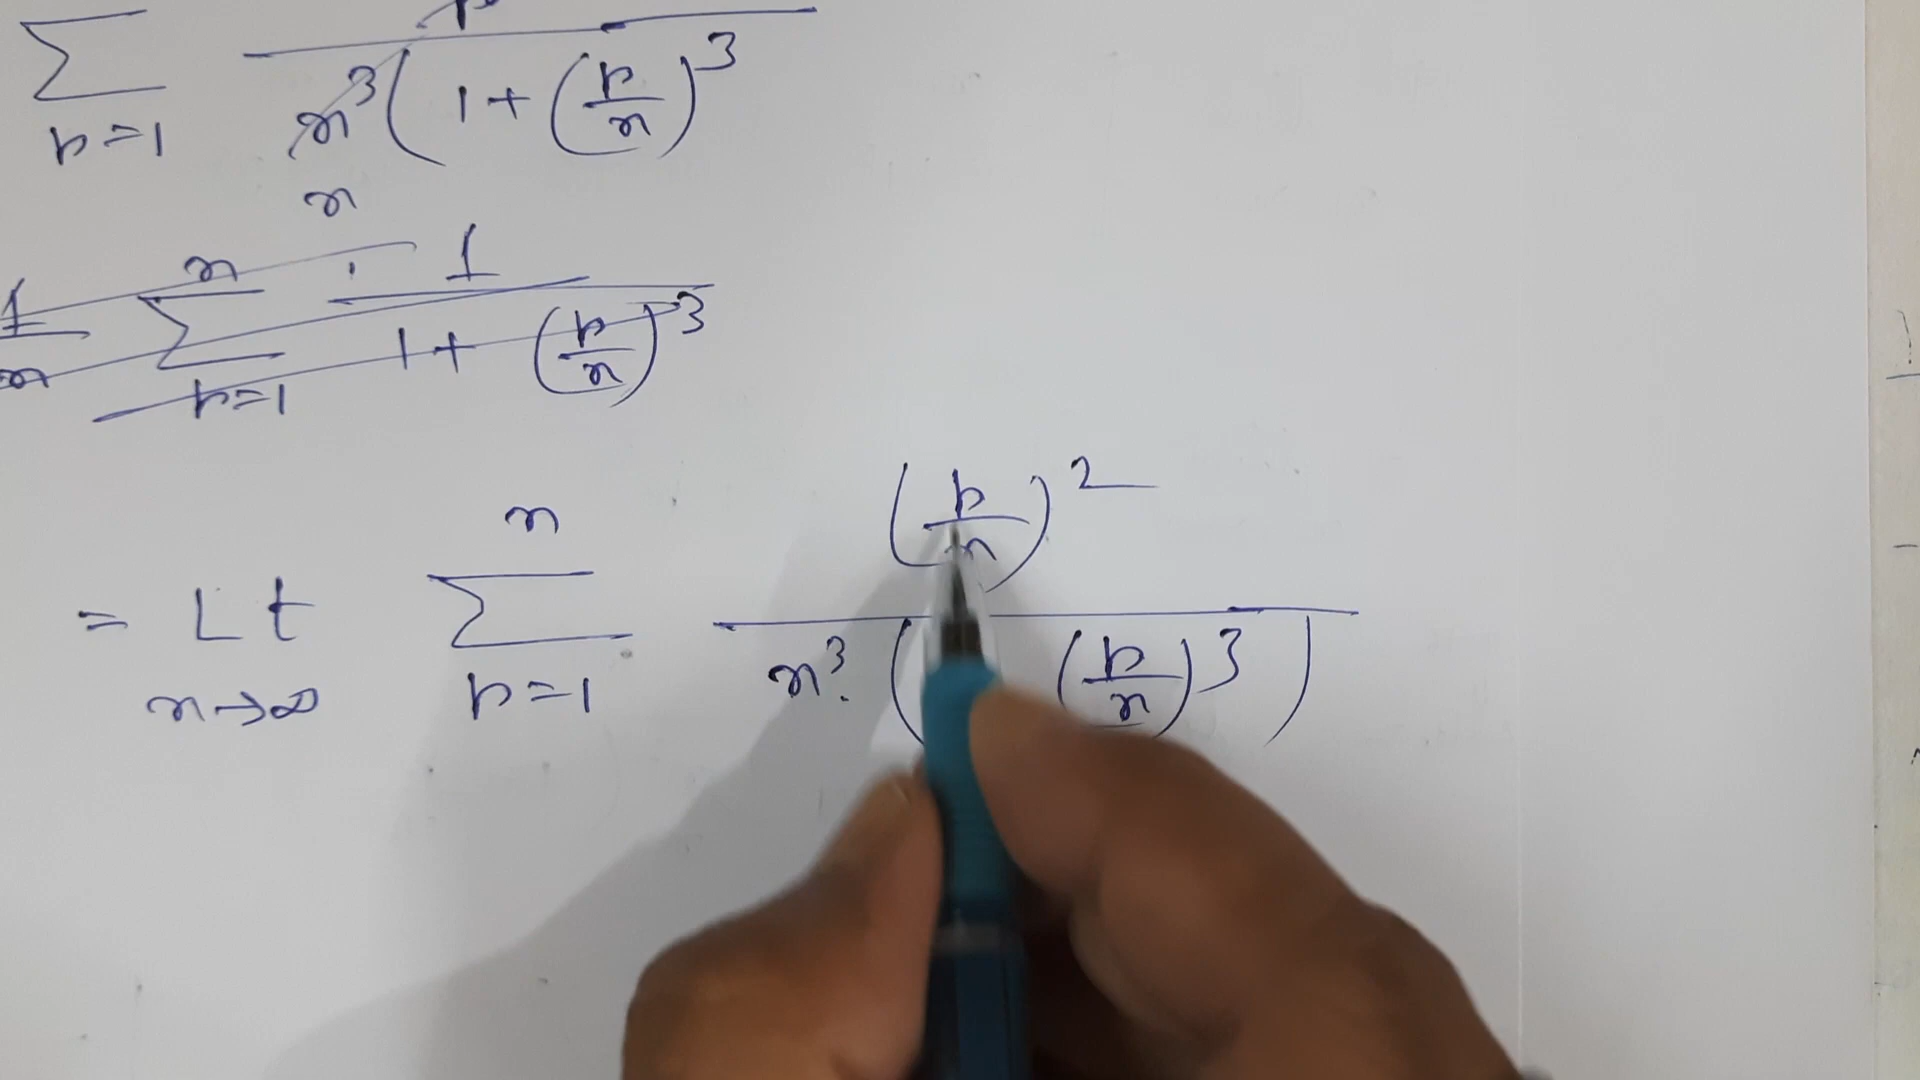 Σ r=1 / n³(1+(r/n)³
n
1/n Σ n r=1 1 / 1+(r/n)³
= Lt n→∞ Σ n r=1 (r/n)² / n³.( (r/n)³ )